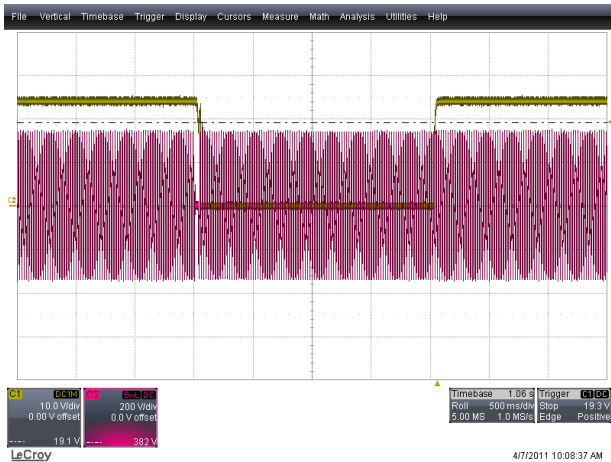 File Vertical Timebase Trigger Display Cursors Measure Math Analysis Utilities Help
C2
C1 DC1M
10.0 V/div
0.00 V offset
19.1 V
C2 BwL DC
200 V/div
0.0 V offset
382 V
Timebase 1.06 s
Roll 500 ms/div
5.00 MS 1.0 MS/s
Trigger C1 DC
Stop 19.3 V
Edge Positive
LeCroy
4/7/2011 10:08:37 AM